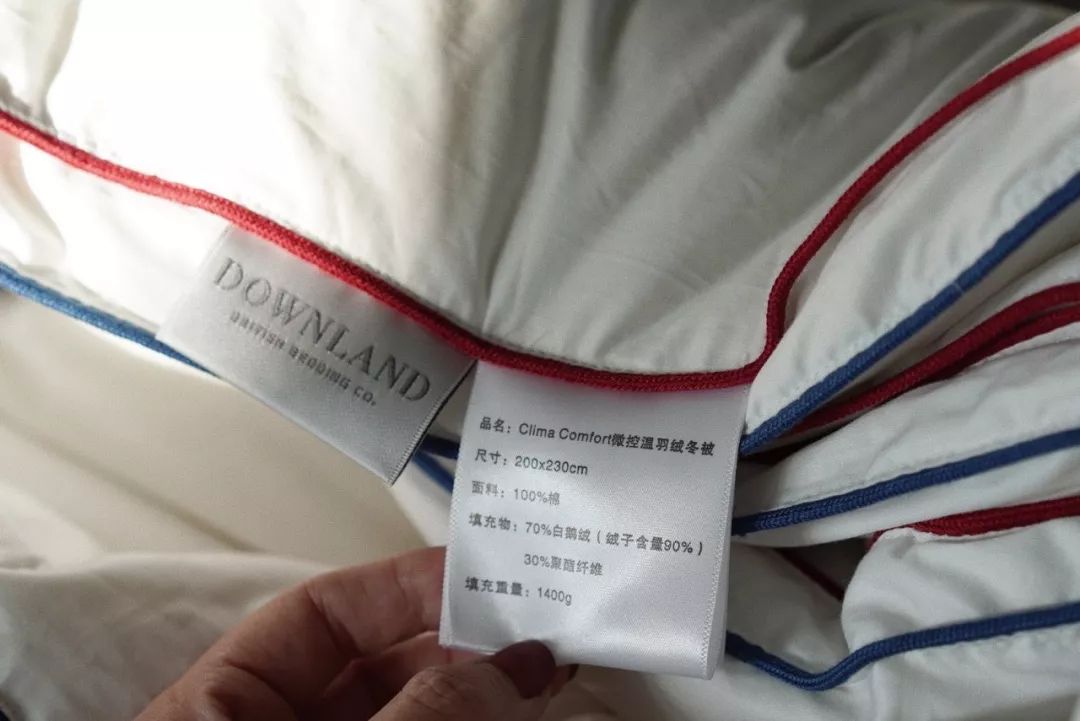 DOWNLAND
BRITISH BEDDING CO.
品名：Clima Comfort微控温羽绒冬被
尺寸：200x230cm
面料：100%棉
填充物：70%白鹅绒（绒子含量90%）
30%聚酯纤维
填充重量：1400g